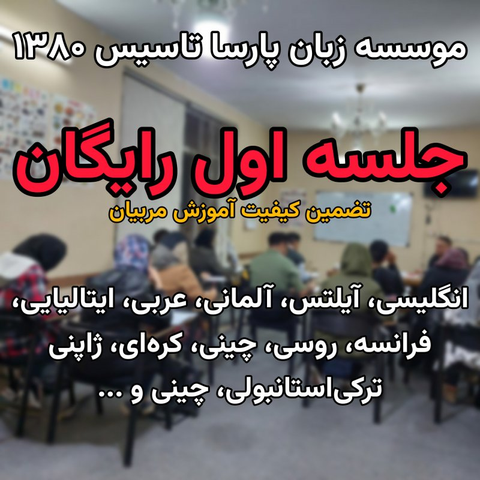 موسسه زبان پارسا تاسیس ۱۳۸۰
جلسه اول رایگان
تضمین کیفیت آموزش مربیان
انگلیسی، آیلتس، آلمانی، عربی، ایتالیایی،
فرانسه، روسی، چینی، کره‌ای، ژاپنی
ترکی‌استانبولی، چینی و ...